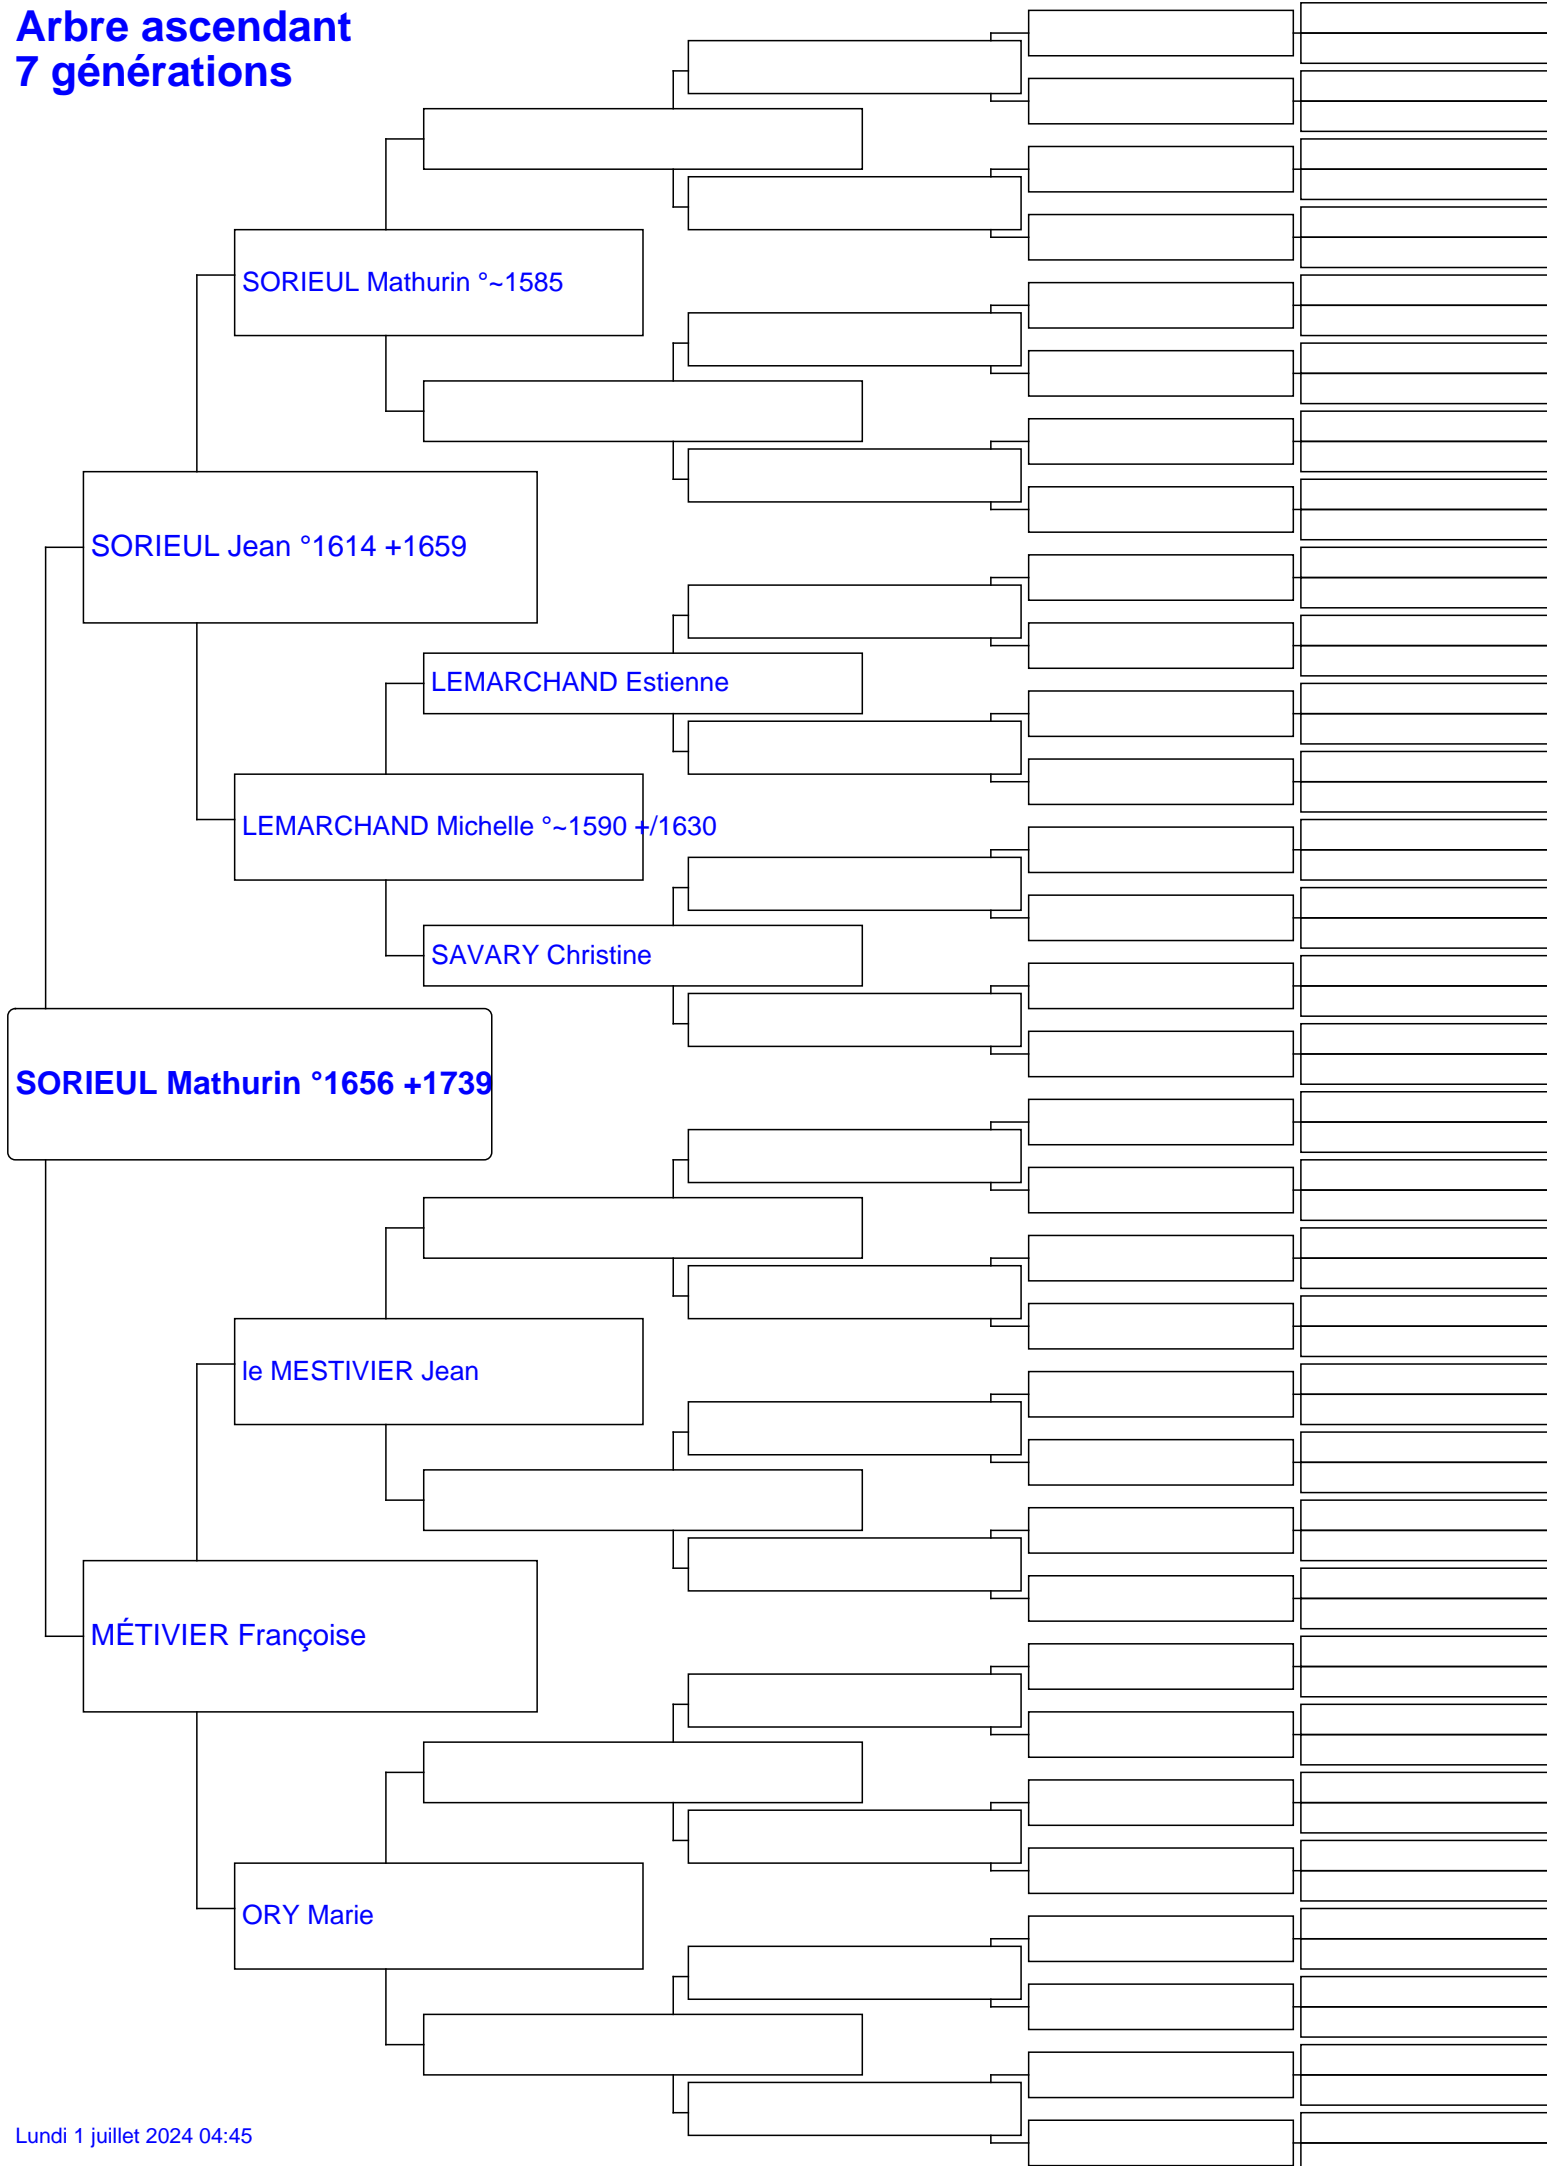 Arbre ascendant
7 générations
SORIEUL Mathurin °~1585
SORIEUL Jean °1614 +1659
LEMARCHAND Estienne
LEMARCHAND Michelle °~1590 +/1630
SAVARY Christine
SORIEUL Mathurin °1656 +1739
le MESTIVIER Jean
MÉTIVIER Françoise
ORY Marie
Lundi 1 juillet 2024 04:45